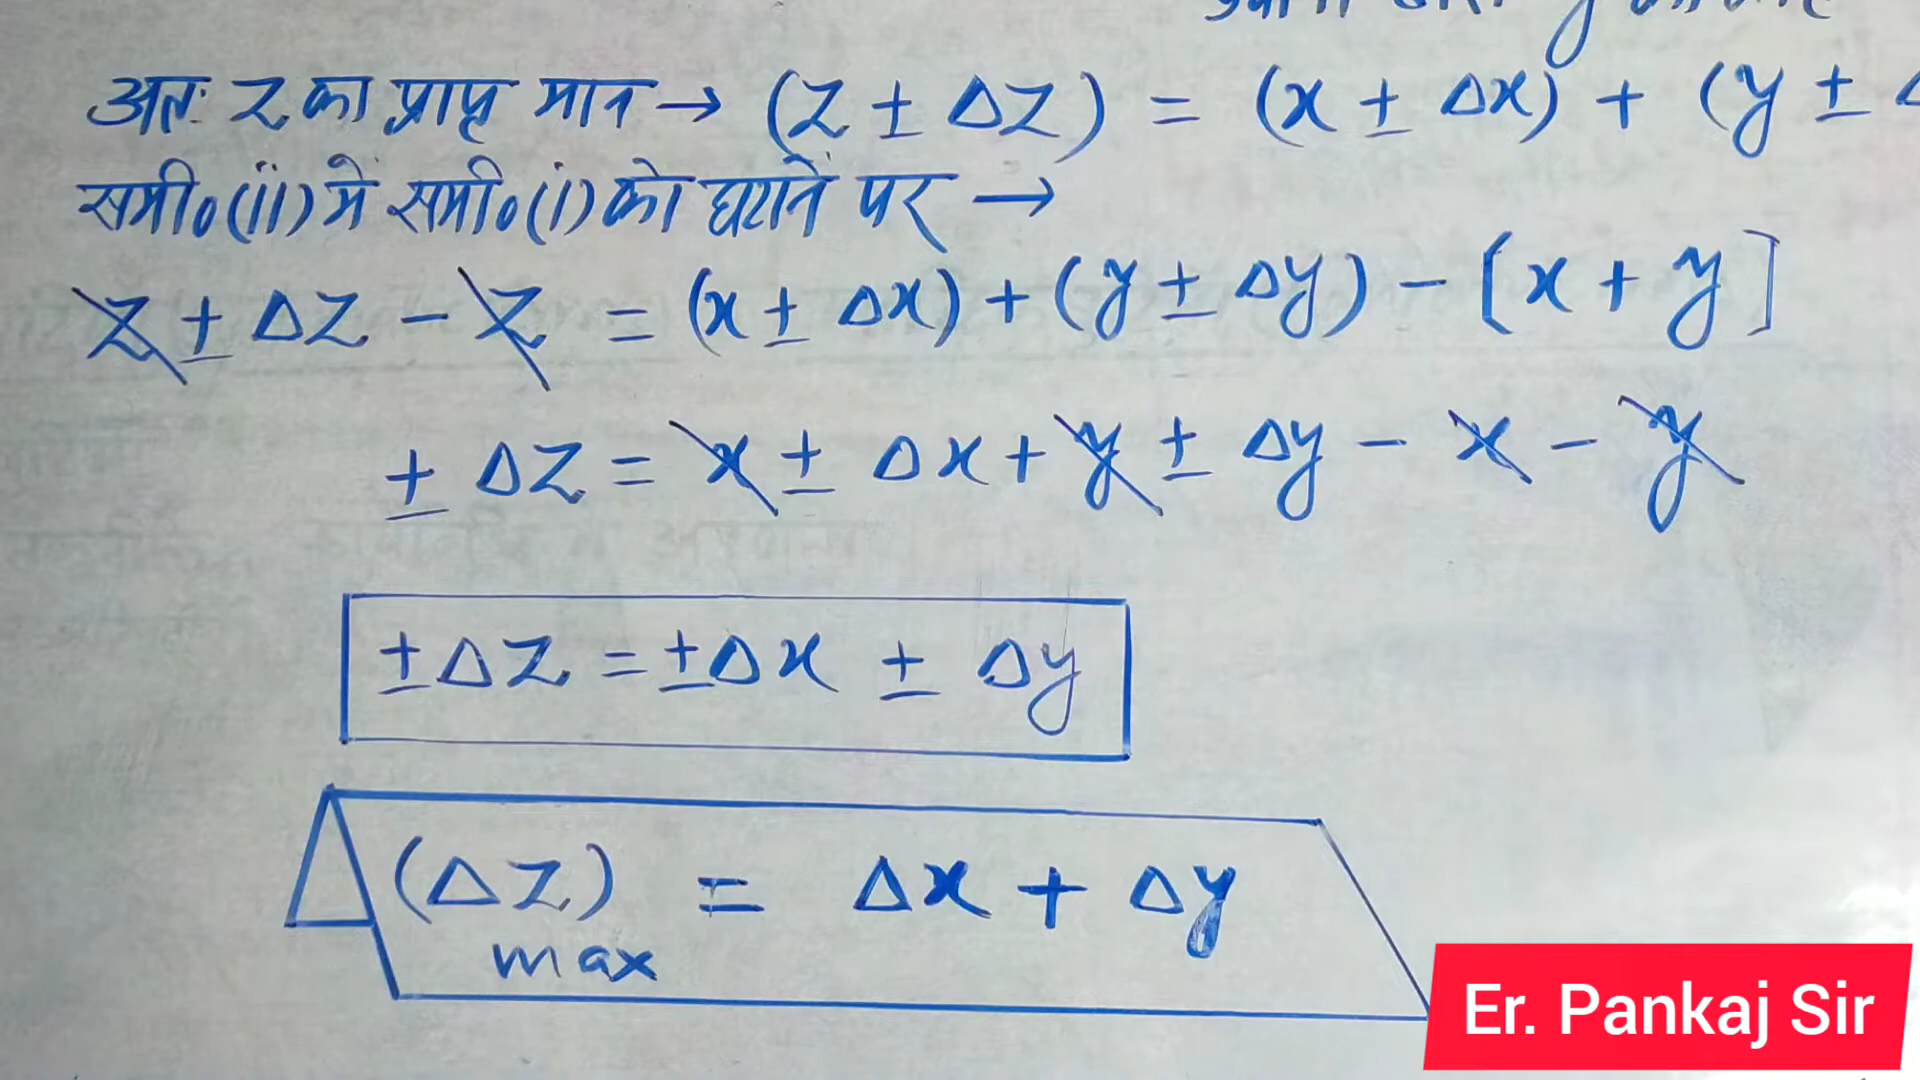 अतः Z का प्राप्त मान → (Z ± ΔZ) = (x ± Δx) + (y ±
समी०(ii) में समी०(i) को घटाने पर →
Z ± ΔZ - Z = (x ± Δx) + (y ± Δy) - [x + y]
± ΔZ = x ± Δx + y ± Δy - x - y
±ΔZ = ±Δx ± Δy
(ΔZ) = Δx + Δy
max
Er. Pankaj Sir